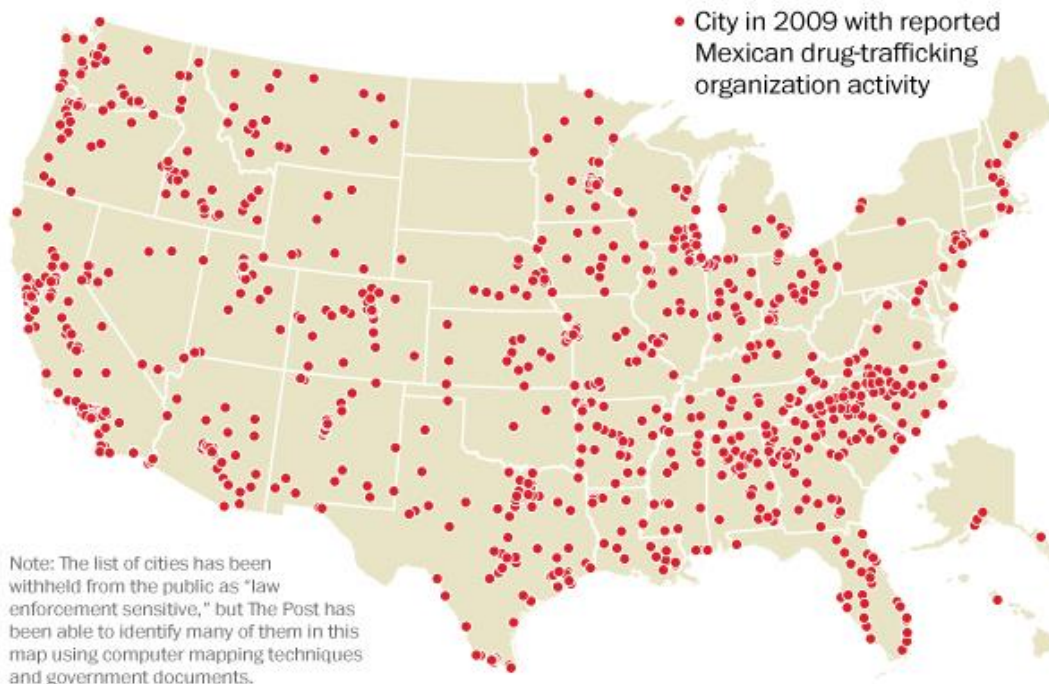 City in 2009 with reported
Mexican drug-trafficking
organization activity
Note: The list of cities has been
withheld from the public as “law
enforcement sensitive,” but The Post has
been able to identify many of them in this
map using computer mapping techniques
and government documents.